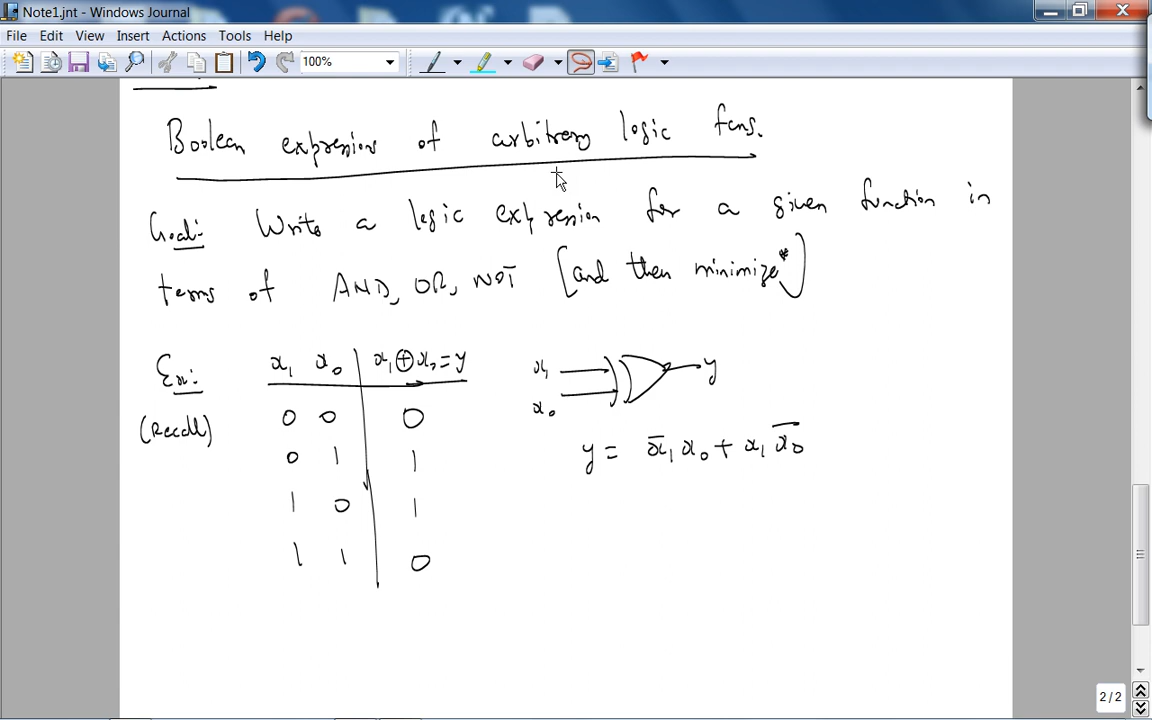 Note1.jnt - Windows Journal
File Edit View Insert Actions Tools Help
100%
Boolean expression of arbitrary logic fcns.
Goal: Write a logic expression for a given function in
terms of AND, OR, NOT [and then minimize*]
Ex: x₁ x₀ x₁⊕x₀=y x₁ y
(Recall) x₀
0 0 0
0 1 1 y = x̄₁x₀ + x₁x̄₀
1 0 1
1 1 0
2/2